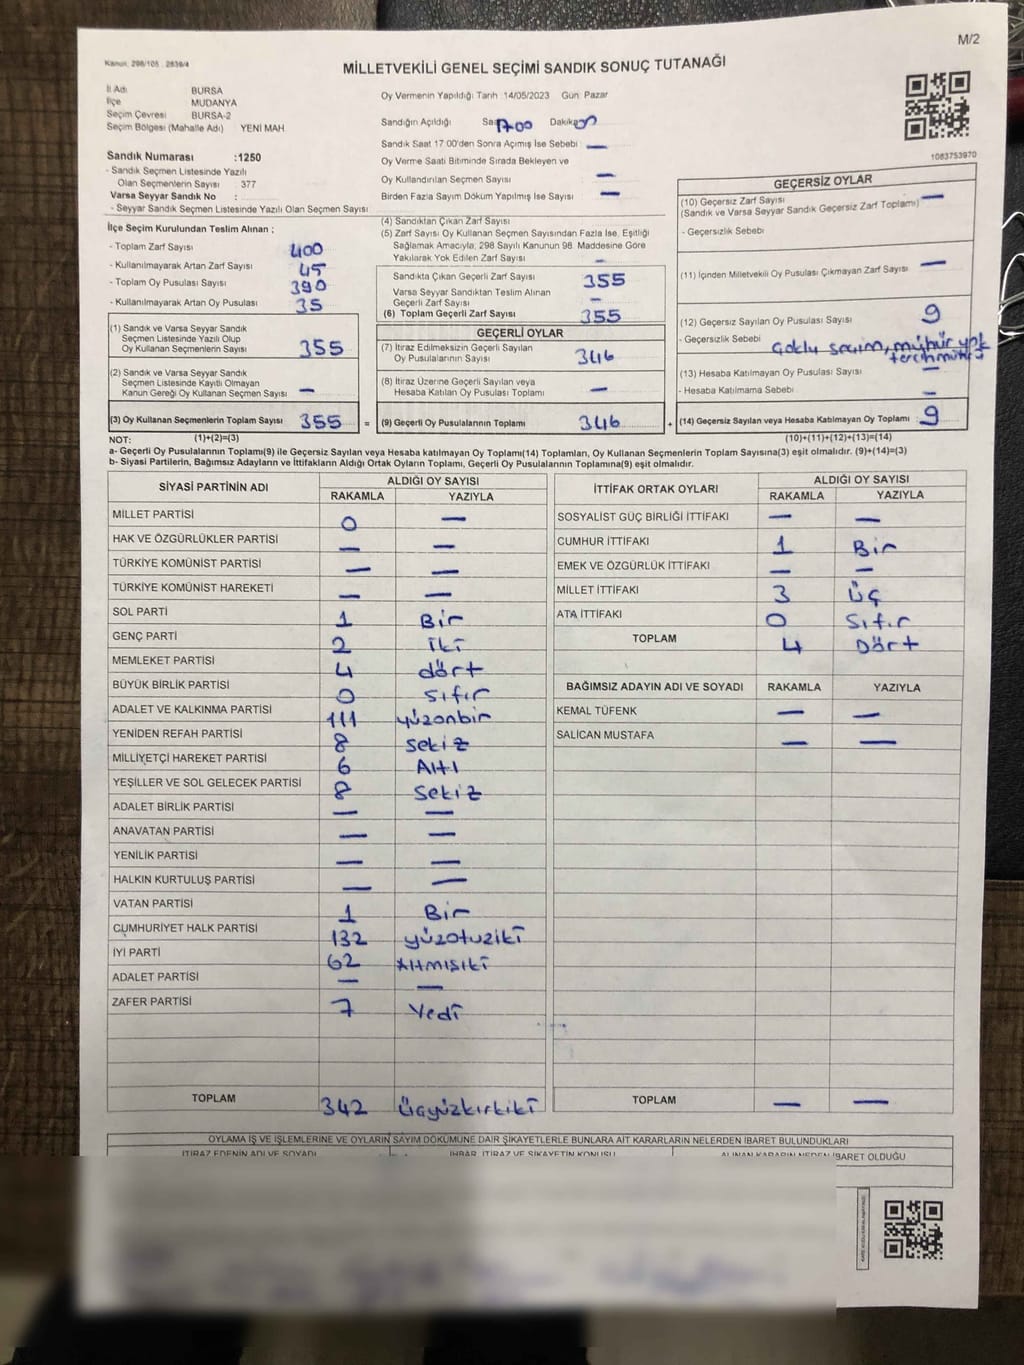 M/2
Kanun: 298/105 2839/4
MİLLETVEKİLİ GENEL SEÇİMİ SANDIK SONUÇ TUTANAĞI
İl Adı BURSA
İlçe MUDANYA
Seçim Çevresi BURSA-2
Seçim Bölgesi (Mahalle Adı) YENİ MAH
Oy Vermenin Yapıldığı Tarih 14/05/2023 Gün Pazar
Sandığın Açıldığı Saat 17:00 Dakika
Sandık Saat 17:00'den Sonra Açımış İse Sebebi —
Oy Verme Saati Bitiminde Sırada Bekleyen ve
Oy Kullandırılan Seçmen Sayısı —
Birden Fazla Sayım Döküm Yapılmış İse Sayısı —
1083753970
Sandık Numarası :1250
- Sandık Seçmen Listesinde Yazılı
Olan Seçmenlerin Sayısı : 377
Varsa Seyyar Sandık No :
- Seyyar Sandık Seçmen Listesinde Yazılı Olan Seçmen Sayısı
İlçe Seçim Kurulundan Teslim Alınan ;
- Toplam Zarf Sayısı 400
- Kullanılmayarak Artan Zarf Sayısı 45
- Toplam Oy Pusulası Sayısı 390
- Kullanılmayarak Artan Oy Pusulası 35
(1) Sandık ve Varsa Seyyar Sandık
Seçmen Listesinde Yazılı Olup
Oy Kullanan Seçmenlerin Sayısı 355
(2) Sandık ve Varsa Seyyar Sandık
Seçmen Listesinde Kayıtlı Olmayan
Kanun Gereği Oy Kullanan Seçmen Sayısı —
(3) Oy Kullanan Seçmenlerin Toplam Sayısı 355 =
(4) Sandıktan Çıkan Zarf Sayısı
(5) Zarf Sayısı Oy Kullanan Seçmen Sayısından Fazla İse, Eşitliği
Sağlamak Amacıyla, 298 Sayılı Kanunun 98. Maddesine Göre
Yakılarak Yok Edilen Zarf Sayısı —
Sandıkta Çıkan Geçerli Zarf Sayısı 355
Varsa Seyyar Sandıktan Teslim Alınan
Geçerli Zarf Sayısı —
(6) Toplam Geçerli Zarf Sayısı 355
GEÇERLİ OYLAR
(7) İtiraz Edilmeksizin Geçerli Sayılan
Oy Pusulalarının Sayısı 346
(8) İtiraz Üzerine Geçerli Sayılan veya
Hesaba Katılan Oy Pusulası Toplamı —
(9) Geçerli Oy Pusulalarının Toplamı 346 +
GEÇERSİZ OYLAR
(10) Geçersiz Zarf Sayısı —
(Sandık ve Varsa Seyyar Sandık Geçersiz Zarf Toplamı)
- Geçersizlik Sebebi
(11) İçinden Milletvekili Oy Pusulası Çıkmayan Zarf Sayısı —
(12) Geçersiz Sayılan Oy Pusulası Sayısı 9
- Geçersizlik Sebebi Çoklu seçim, mühür yok
tercih mührü
(13) Hesaba Katılmayan Oy Pusulası Sayısı —
- Hesaba Katılmama Sebebi —
(14) Geçersiz Sayılan veya Hesaba Katılmayan Oy Toplamı 9
NOT: (1)+(2)=(3) (10)+(11)+(12)+(13)=(14)
a- Geçerli Oy Pusulasının Toplamı(9) ile Geçersiz Sayılan veya Hesaba katılmayan Oy Toplamı(14) Toplamları, Oy Kullanan Seçmenlerin Toplam Sayısına(3) eşit olmalıdır. (9)+(14)=(3)
b- Siyasi Partilerin, Bağımsız Adayların ve İttifakların Aldığı Ortak Oyların Toplamı, Geçerli Oy Pusulalarının Toplamına(9) eşit olmalıdır.
SİYASİ PARTİNİN ADI ALDIĞI OY SAYISI
RAKAMLA YAZIYLA
MİLLET PARTİSİ 0 —
HAK VE ÖZGÜRLÜKLER PARTİSİ — —
TÜRKİYE KOMÜNİST PARTİSİ — —
TÜRKİYE KOMÜNİST HAREKETİ — —
SOL PARTİ 1 Bir
GENÇ PARTİ 2 iki
MEMLEKET PARTİSİ 4 dört
BÜYÜK BİRLİK PARTİSİ 0 Sıfır
ADALET VE KALKINMA PARTİSİ 111 yüzonbir
YENİDEN REFAH PARTİSİ 8 Sekiz
MİLLİYETÇİ HAREKET PARTİSİ 6 Altı
YEŞİLLER VE SOL GELECEK PARTİSİ 8 Sekiz
ADALET BİRLİK PARTİSİ — —
ANAVATAN PARTİSİ — —
YENİLİK PARTİSİ — —
HALKIN KURTULUŞ PARTİSİ — —
VATAN PARTİSİ 1 Bir
CUMHURİYET HALK PARTİSİ 132 yüzotuziki
İYİ PARTİ 62 Altmışiki
ADALET PARTİSİ — —
ZAFER PARTİSİ 7 Yedi
TOPLAM 342 üçyüzkırkiki
İTTİFAK ORTAK OYLARI ALDIĞI OY SAYISI
RAKAMLA YAZIYLA
SOSYALİST GÜÇ BİRLİĞİ İTTİFAKI — —
CUMHUR İTTİFAKI 1 Bir
EMEK VE ÖZGÜRLÜK İTTİFAKI — —
MİLLET İTTİFAKI 3 üç
ATA İTTİFAKI 0 Sıfır
TOPLAM 4 Dört
BAĞIMSIZ ADAYIN ADI VE SOYADI RAKAMLA YAZIYLA
KEMAL TÜFENK — —
SALİCAN MUSTAFA — —
TOPLAM — —
OYLAMA İŞ VE İŞLEMLERİNE VE OYLARIN SAYIM DÖKÜMÜNE DAİR ŞİKAYETLERLE BUNLARA AİT KARARLARIN NELERDEN İBARET BULUNDUKLARI
İTİRAZ EDENİN ADI VE SOYADI İHBAR, İTİRAZ VE ŞİKAYETİN KONUSU ALINAN KARARIN NEDEN İBARET OLDUĞU